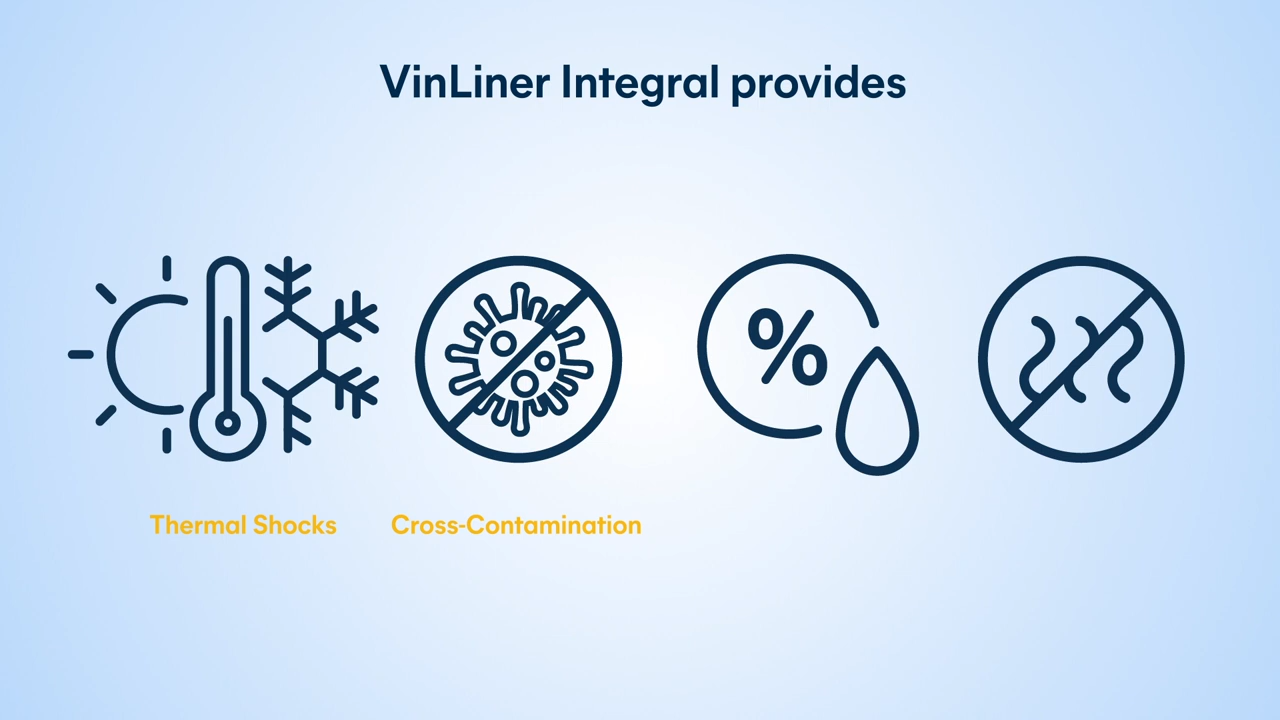 VinLiner Integral provides
%
Thermal Shocks
Cross-Contamination